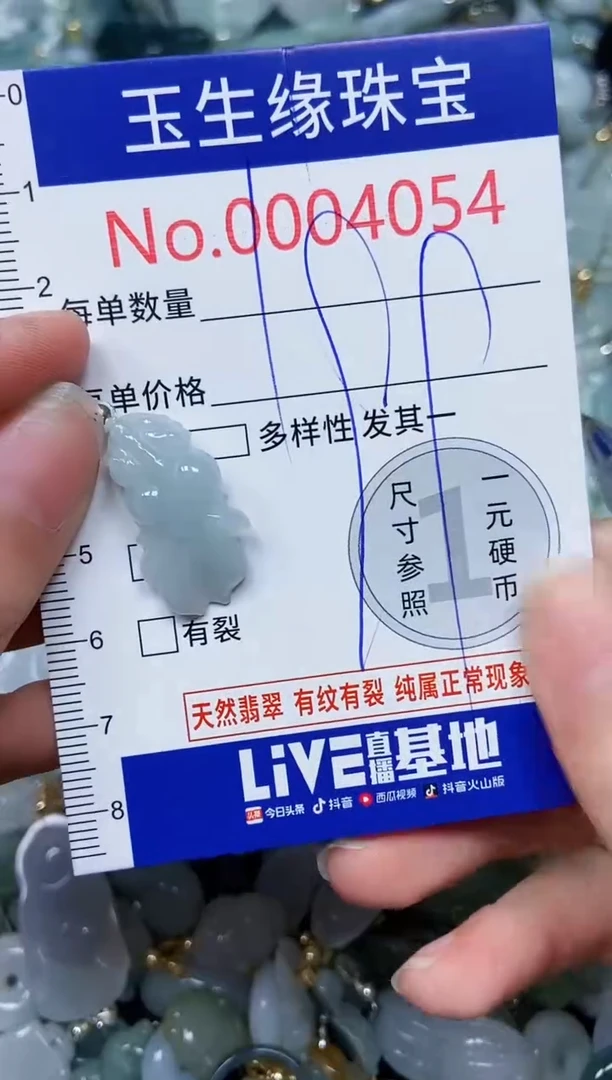 0
玉生缘珠宝
No.0004054
1
2
每单数量
单价格
多样性 发其一
尺寸参照
1
一元硬币
5
6
有裂
天然翡翠 有纹有裂 纯属正常现象
7
LiVE直播基地
8
头条 今日头条 抖音 西瓜视频 抖音火山版